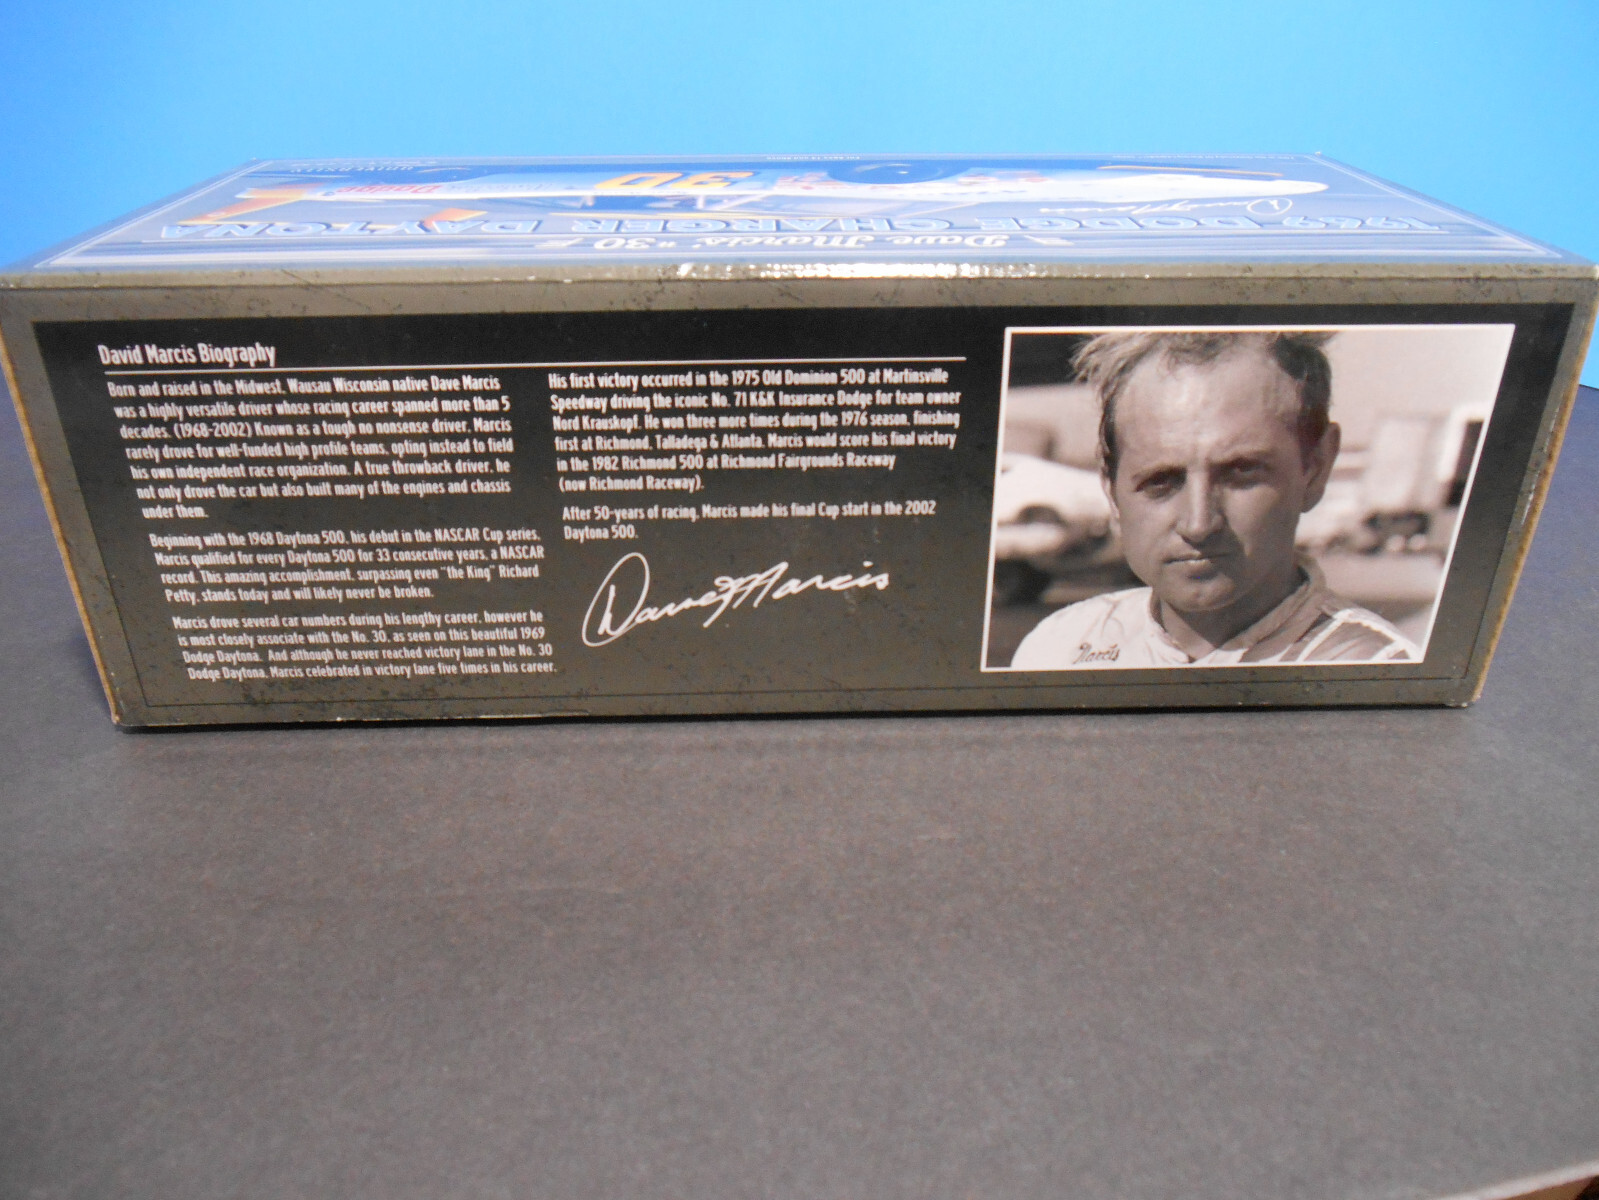 1969 DODGE CHARGER DAYTONA
Dave Marcis' #30
30
David Marcis Biography
Born and raised in the Midwest, Wausau Wisconsin native Dave Marcis
was a highly versatile driver whose racing career spanned more than 5
decades. (1968-2002) Known as a tough no nonsense driver, Marcis
rarely drove for well-funded high profile teams, opting instead to field
his own independent race organization. A true throwback driver, he
not only drove the car but also built many of the engines and chassis
under them.
Beginning with the 1968 Daytona 500, his debut in the NASCAR Cup series,
Marcis qualified for every Daytona 500 for 33 consecutive years, a NASCAR
record. This amazing accomplishment, surpassing even "the King" Richard
Petty, stands today and will likely never be broken.
Marcis drove several car numbers during his lengthy career, however he
is most closely associate with the No. 30, as seen on this beautiful 1969
Dodge Daytona. And although he never reached victory lane in the No. 30
Dodge Daytona, Marcis celebrated in victory lane five times in his career.
His first victory occurred in the 1975 Old Dominion 500 at Martinsville
Speedway driving the iconic No. 71 K&K Insurance Dodge for team owner
Nord Krauskopf. He won three more times during the 1976 season, finishing
first at Richmond, Talladega & Atlanta. Marcis would score his final victory
in the 1982 Richmond 500 at Richmond Fairgrounds Raceway
(now Richmond Raceway).
After 50-years of racing, Marcis made his final Cup start in the 2002
Daytona 500.
Dave Marcis
Marcis